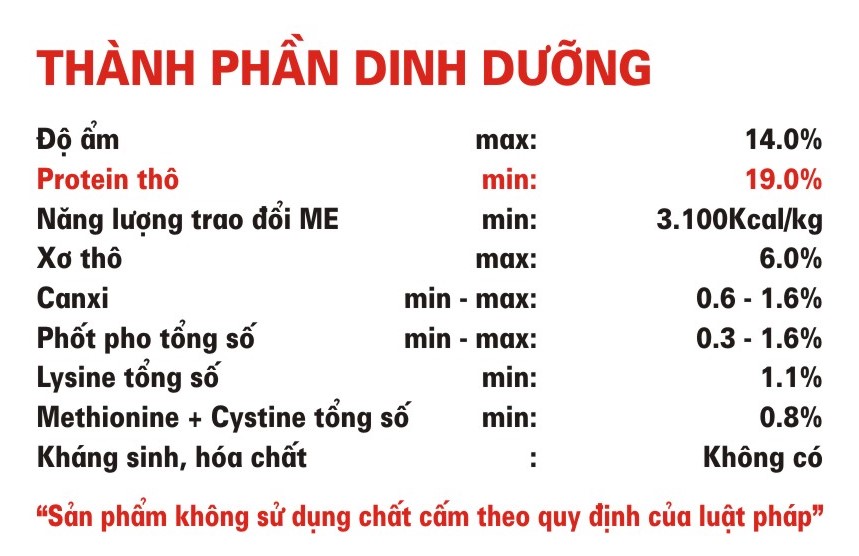 THÀNH PHẦN DINH DƯỠNG
Độ ẩm max: 14.0%
Protein thô min: 19.0%
Năng lượng trao đổi ME min: 3.100Kcal/kg
Xơ thô max: 6.0%
Canxi min - max: 0.6 - 1.6%
Phốt pho tổng số min - max: 0.3 - 1.6%
Lysine tổng số min: 1.1%
Methionine + Cystine tổng số min: 0.8%
Kháng sinh, hóa chất : Không có
“Sản phẩm không sử dụng chất cấm theo quy định của luật pháp”